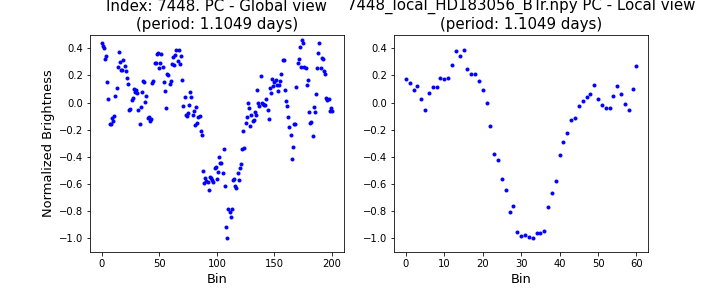 Index: 7448. PC - Global view
(period: 1.1049 days)
7448_local_HD183056_BTr.npy PC - Local view
(period: 1.1049 days)
Normalized Brightness
0.4
0.2
0.0
−0.2
−0.4
−0.6
−0.8
−1.0
0 50 100 150 200
Bin
0.4
0.2
0.0
−0.2
−0.4
−0.6
−0.8
−1.0
0 10 20 30 40 50 60
Bin